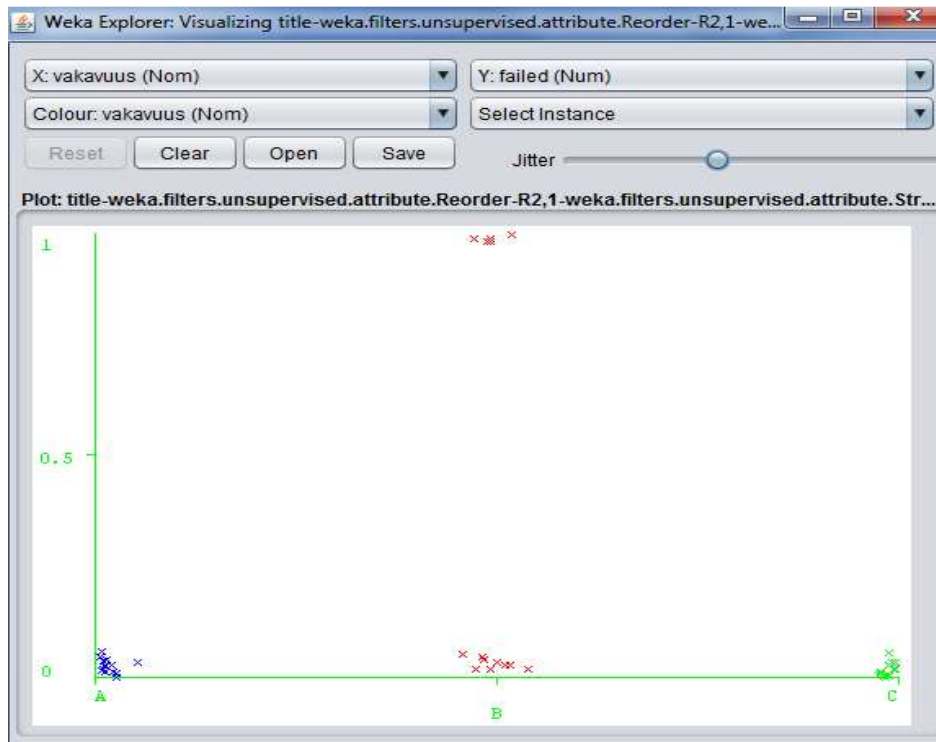 Weka Explorer: Visualizing title-weka.filters.unsupervised.attribute.Reorder-R2,1-we...
X: vakavuus (Nom) Y: failed (Num)
Colour: vakavuus (Nom) Select Instance
Reset Clear Open Save Jitter
Plot: title-weka.filters.unsupervised.attribute.Reorder-R2,1-weka.filters.unsupervised.attribute.Str...
1
0.5
0
A B C